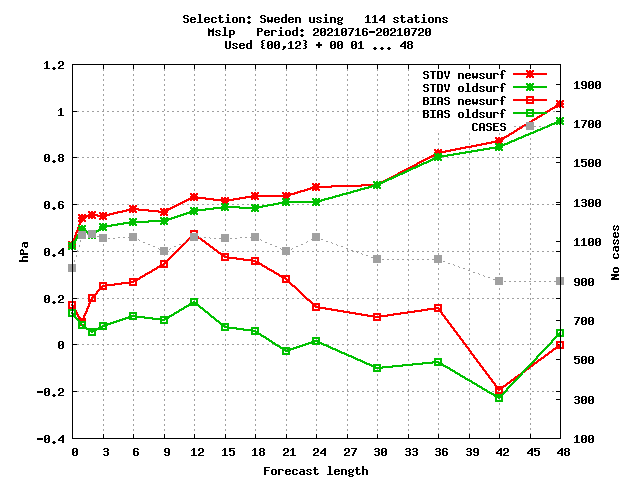 Selection: Sweden using   114 stations
Mslp   Period: 20210716-20210720
Used {00,12} + 00 01 ... 48
STDV newsurf
STDV oldsurf
BIAS newsurf
BIAS oldsurf
CASES
1.2
1
0.8
0.6
0.4
0.2
0
-0.2
-0.4
hPa
1900
1700
1500
1300
1100
900
700
500
300
100
No cases
0 3 6 9 12 15 18 21 24 27 30 33 36 39 42 45 48
Forecast length